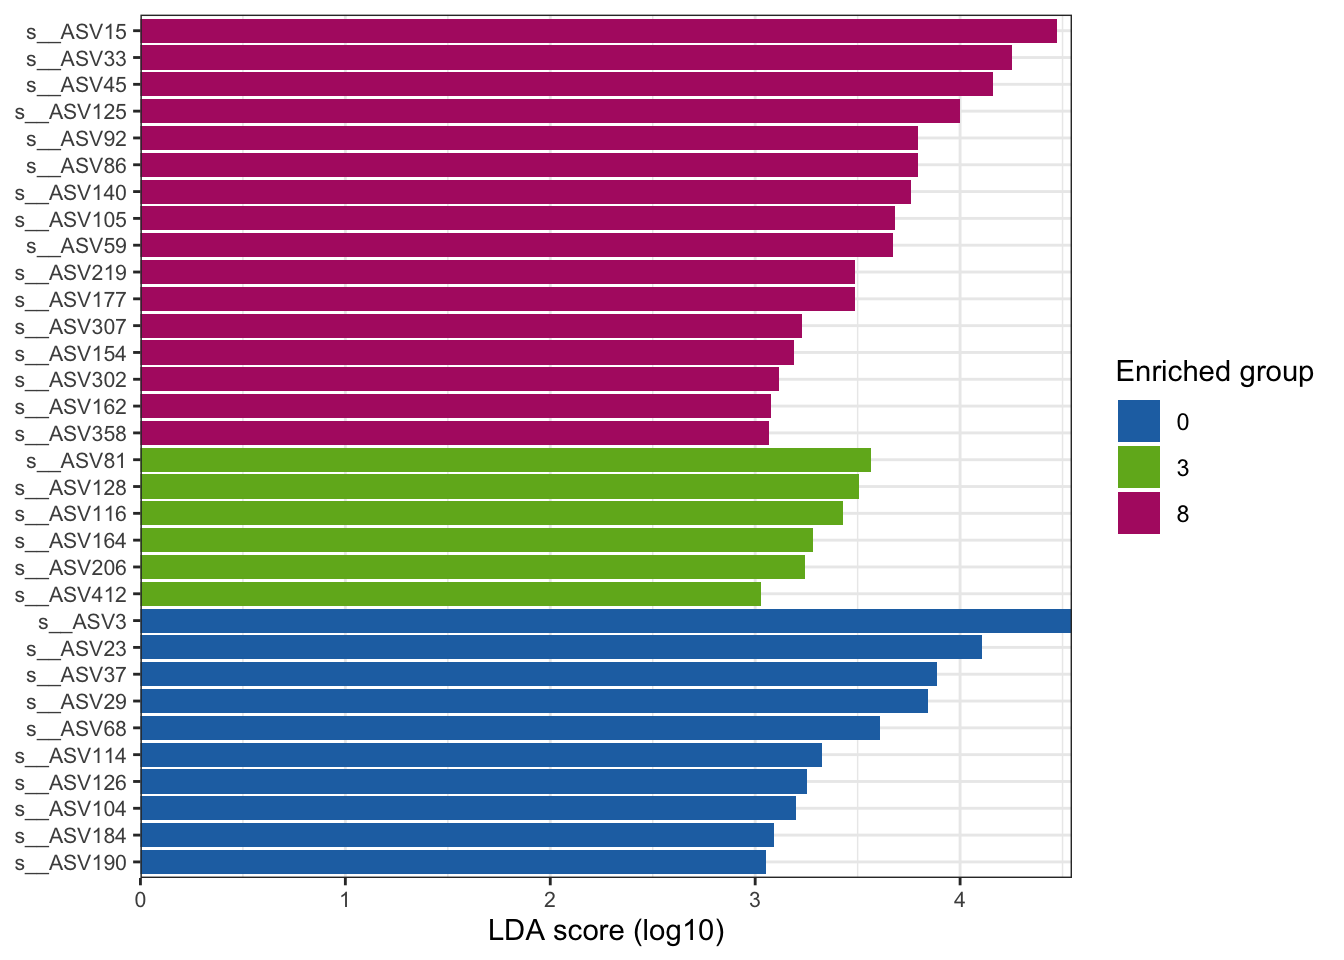 s__ASV15
s__ASV33
s__ASV45
s__ASV125
s__ASV92
s__ASV86
s__ASV140
s__ASV105
s__ASV59
s__ASV219
s__ASV177
s__ASV307
s__ASV154
s__ASV302
s__ASV162
s__ASV358
s__ASV81
s__ASV128
s__ASV116
s__ASV164
s__ASV206
s__ASV412
s__ASV3
s__ASV23
s__ASV37
s__ASV29
s__ASV68
s__ASV114
s__ASV126
s__ASV104
s__ASV184
s__ASV190
0 1 2 3 4
LDA score (log10)
Enriched group
0
3
8